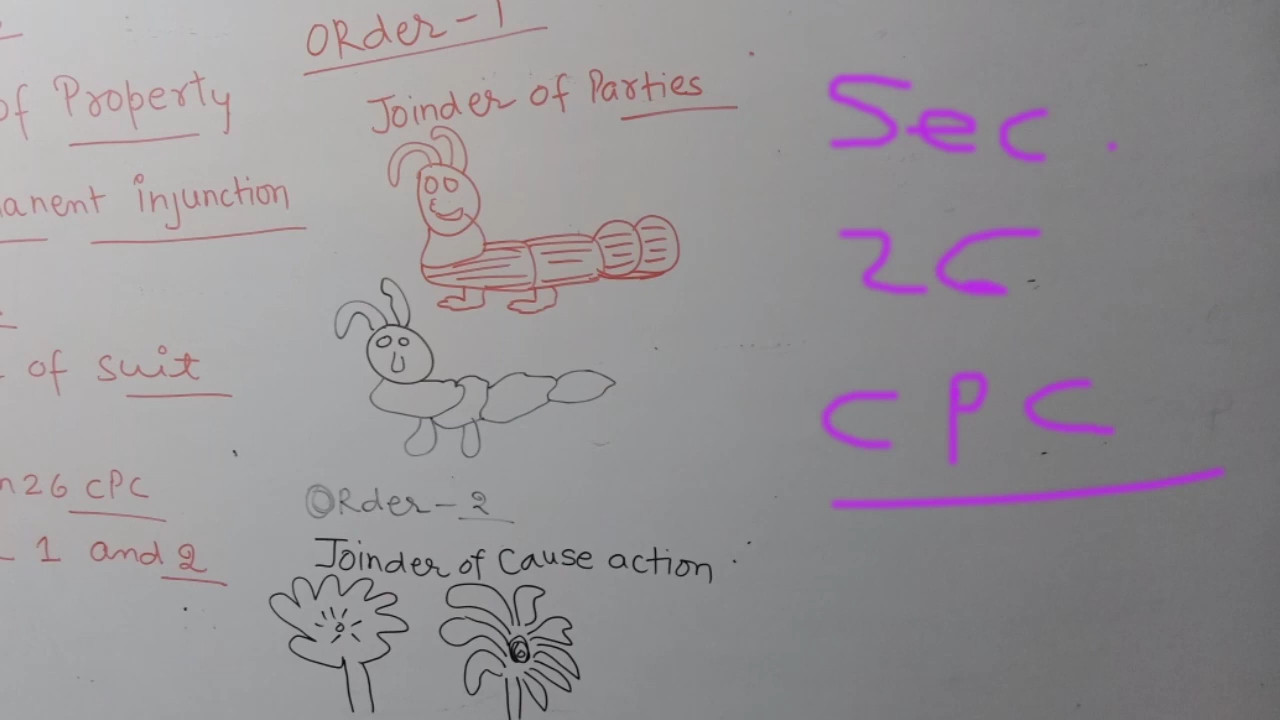 of Property
anent injunction
of suit
n 26 CPC
1 and 2
ORder-1
Joinder of Parties
ORder-2
Joinder of Cause action
Sec.
26
CPC